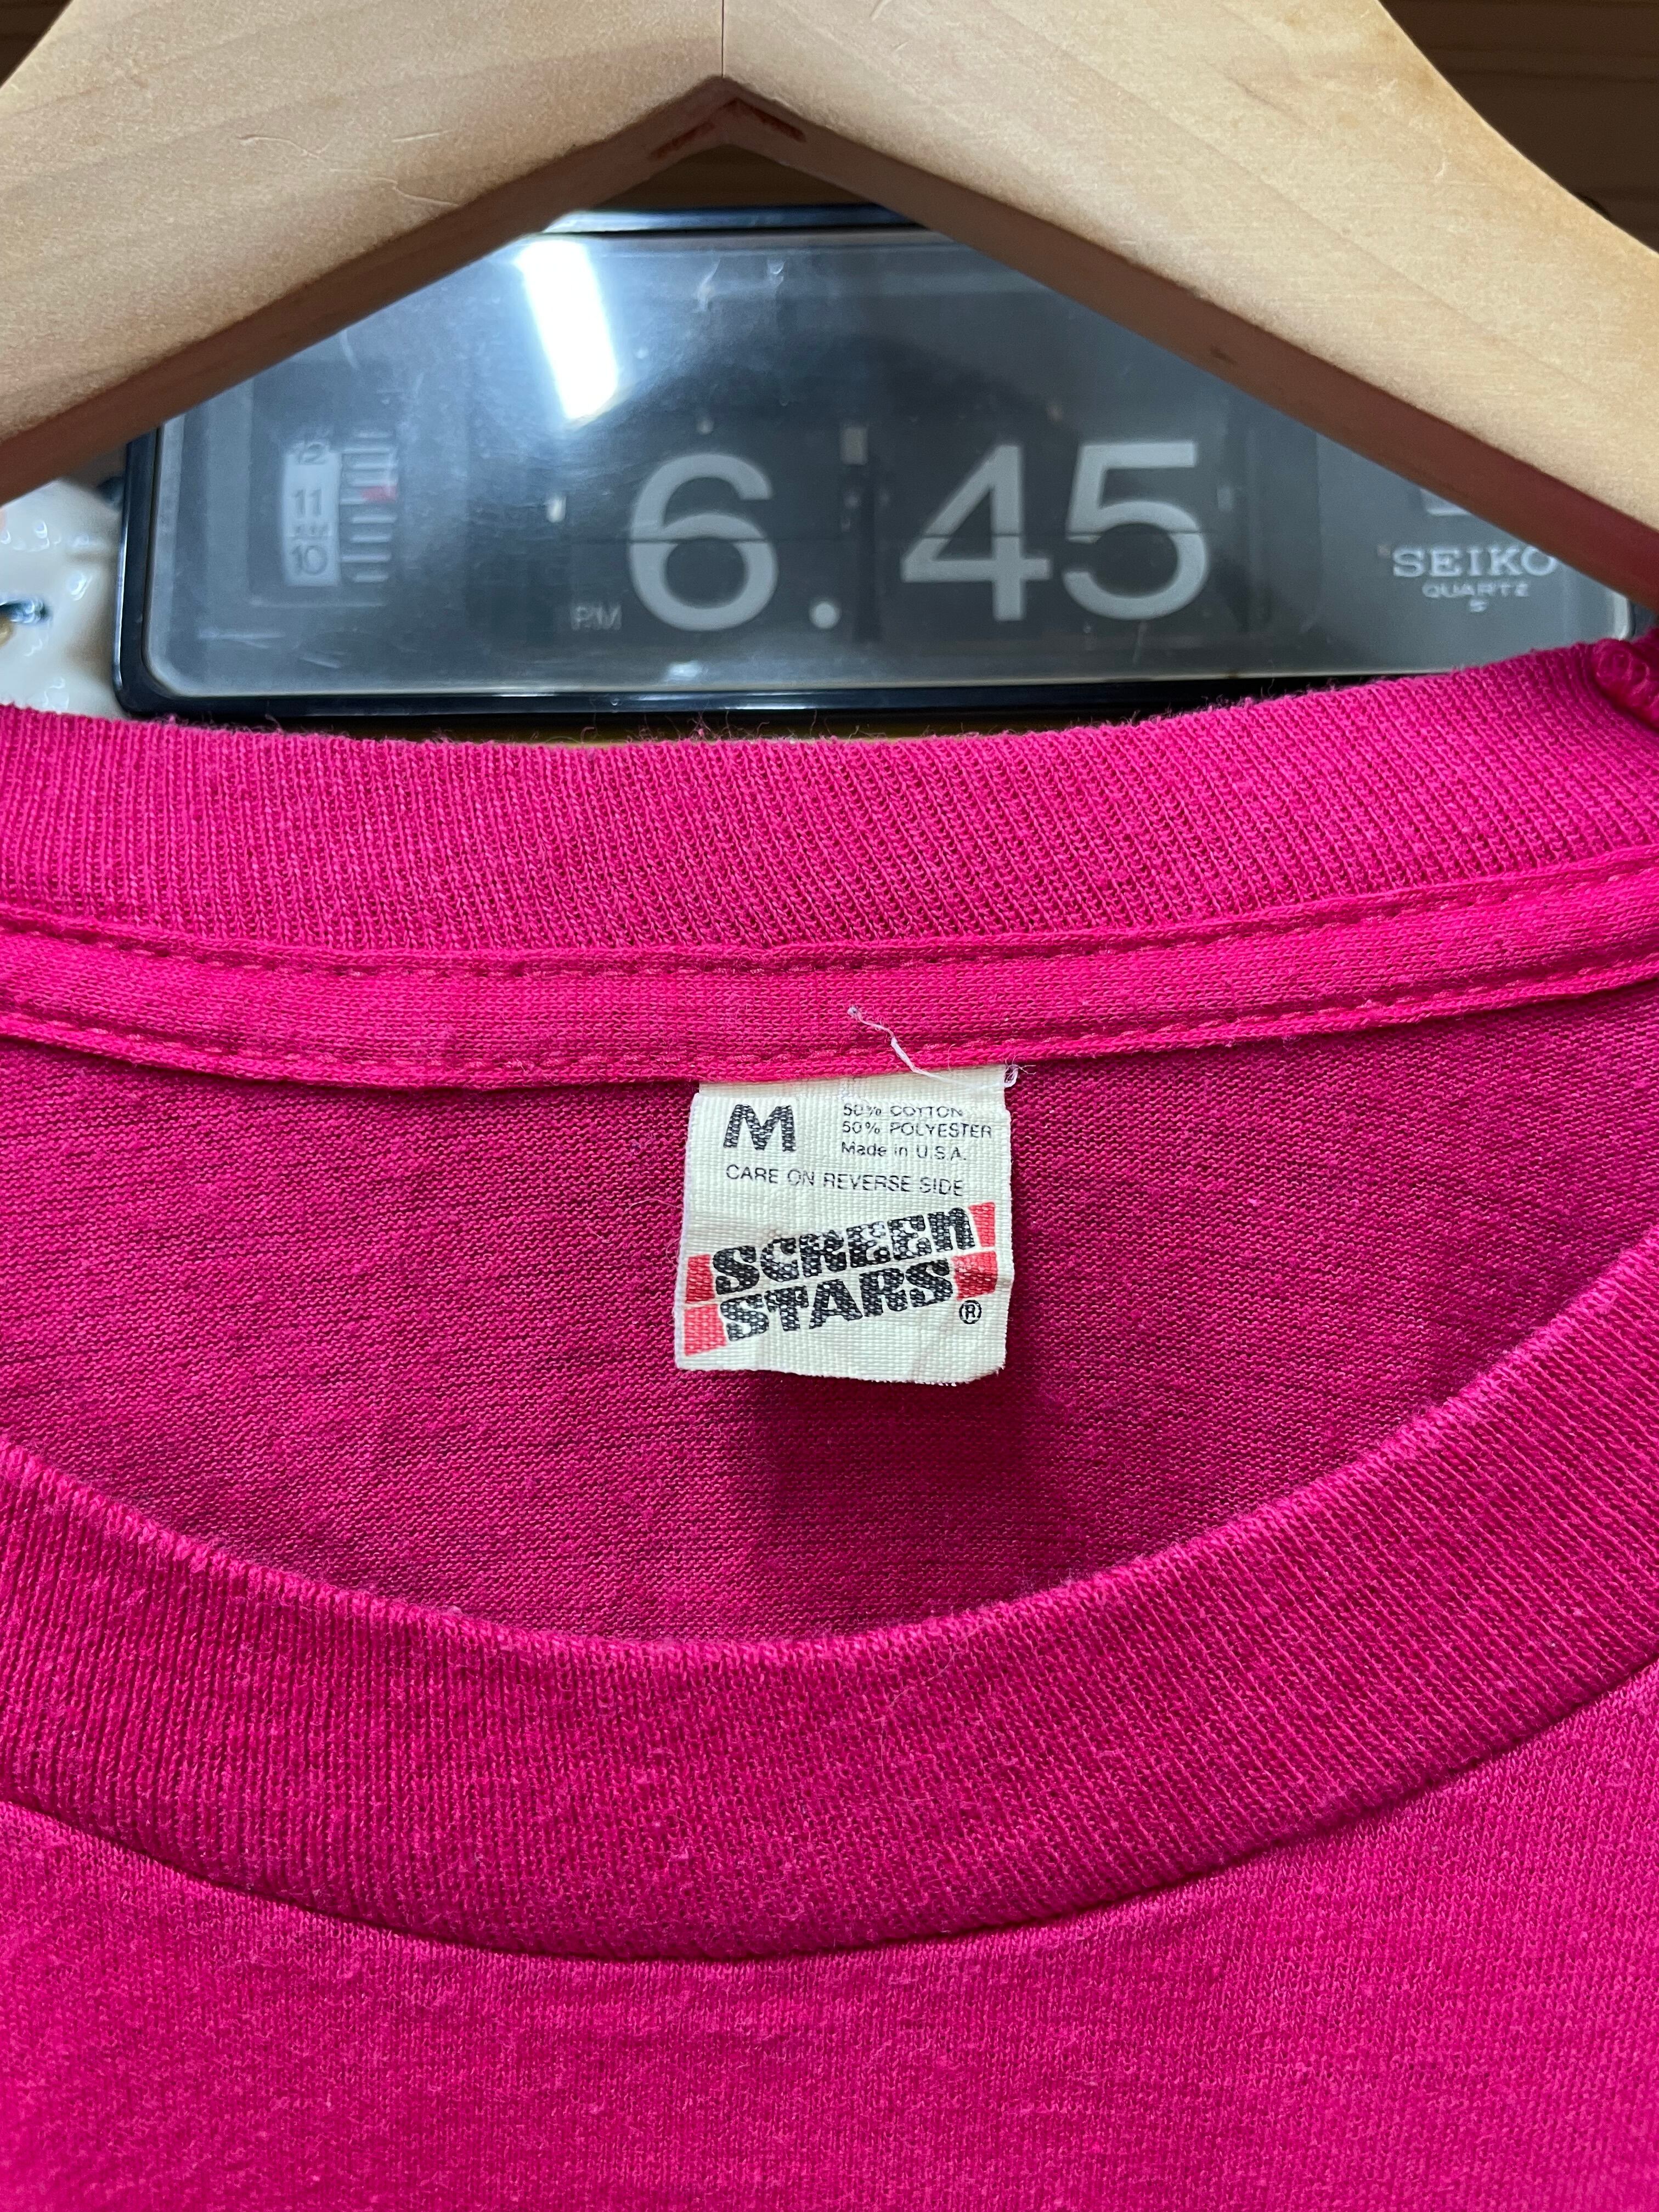 12
11
10
PM
6 45
SEIKO
QUARTZ
M
50% COTTON
50% POLYESTER
Made in U.S.A.
CARE ON REVERSE SIDE
SCREEN
STARS®